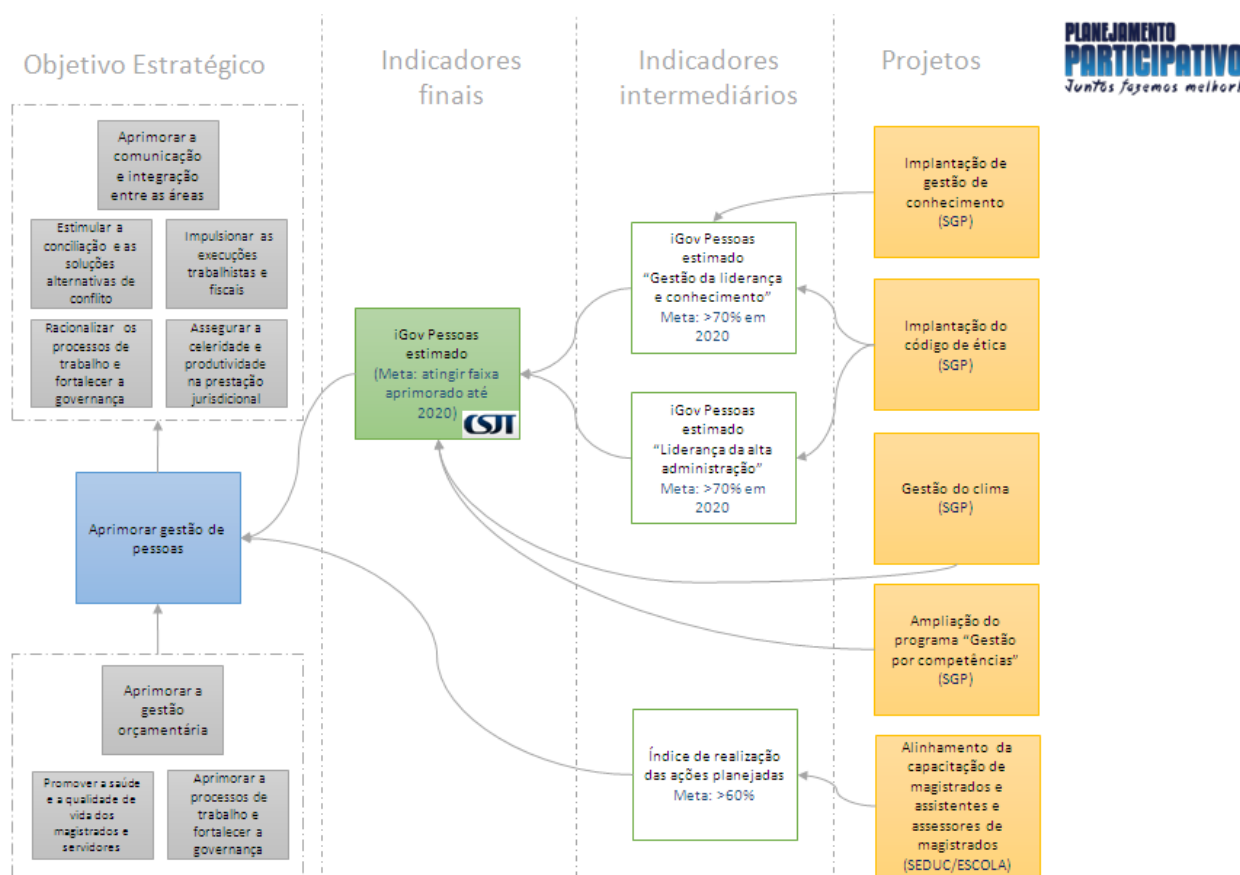 PLANEJAMENTO
PARTICIPATIVO
Juntos fazemos melhor!
Objetivo Estratégico
Indicadores
finais
Indicadores
intermediários
Projetos
Aprimorar a
comunicação
e integração
entre as áreas
Estimular a
conciliação e as
soluções
alternativas de
conflito
Impulsionar as
execuções
trabalhistas e
fiscais
Racionalizar os
processos de
trabalho e
fortalecer a
governança
Assegurar a
celeridade e
produtividade
na prestação
jurisdicional
Aprimorar gestão de
pessoas
Aprimorar a
gestão
orçamentária
Promover a saúde
e a qualidade de
vida dos
magistrados e
servidores
Aprimorar a
processos de
trabalho e
fortalecer a
governança
iGov Pessoas
estimado
(Meta: atingir faixa
aprimorado até
2020)
CSJT
iGov Pessoas
estimado
“Gestão da liderança
e conhecimento”
Meta: >70% em
2020
iGov Pessoas
estimado
“Liderança da alta
administração”
Meta: >70% em
2020
Índice de realização
das ações planejadas
Meta: >60%
Implantação de
gestão de
conhecimento
(SGP)
Implantação do
código de ética
(SGP)
Gestão do clima
(SGP)
Ampliação do
programa “Gestão
por competências”
(SGP)
Alinhamento da
capacitação de
magistrados e
assistentes e
assessores de
magistrados
(SEDUC/ESCOLA)